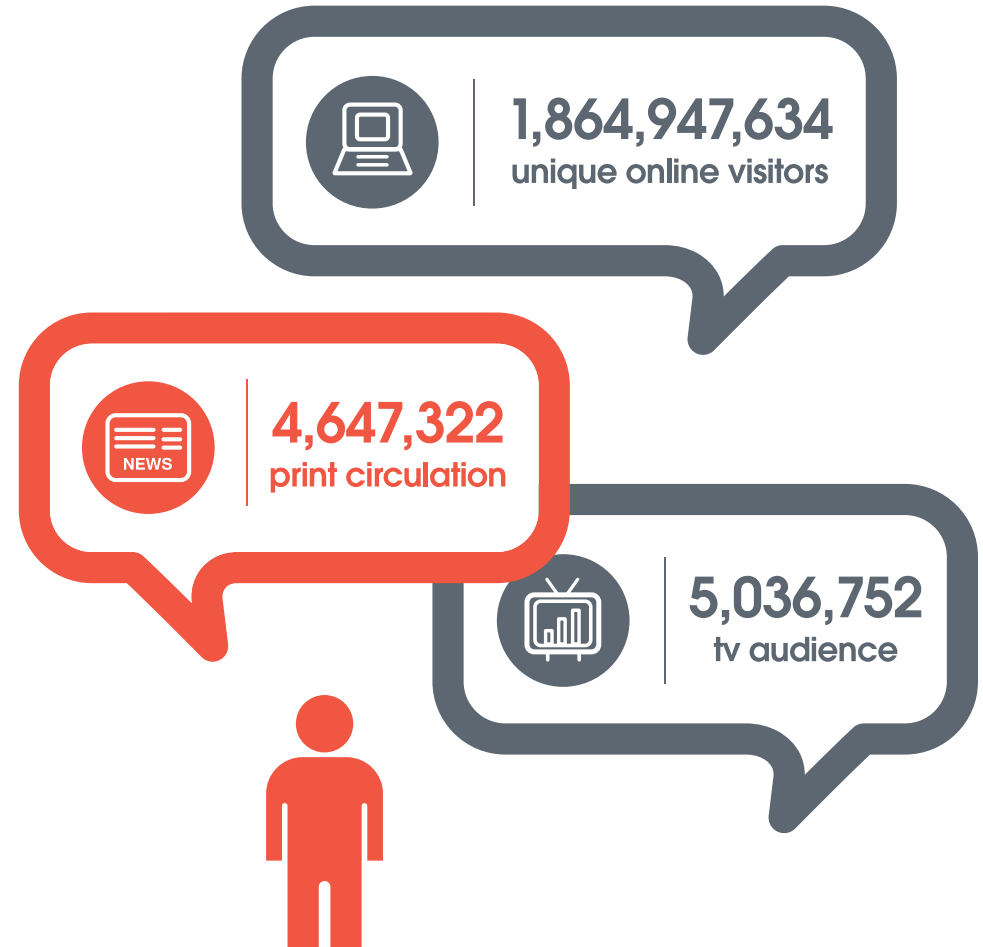 1,864,947,634
unique online visitors
4,647,322
print circulation
NEWS
5,036,752
tv audience